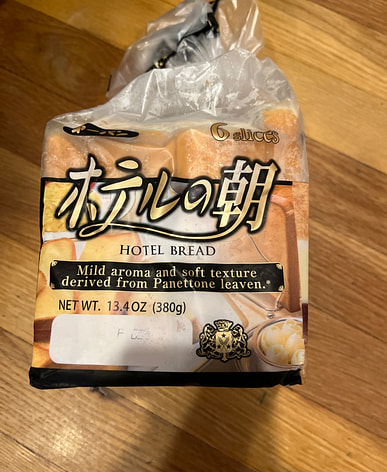 6 slices
ホテルの朝
HOTEL BREAD
Mild aroma and soft texture
derived from Panettone leaven.*
NET WT. 13.4 OZ (380g)